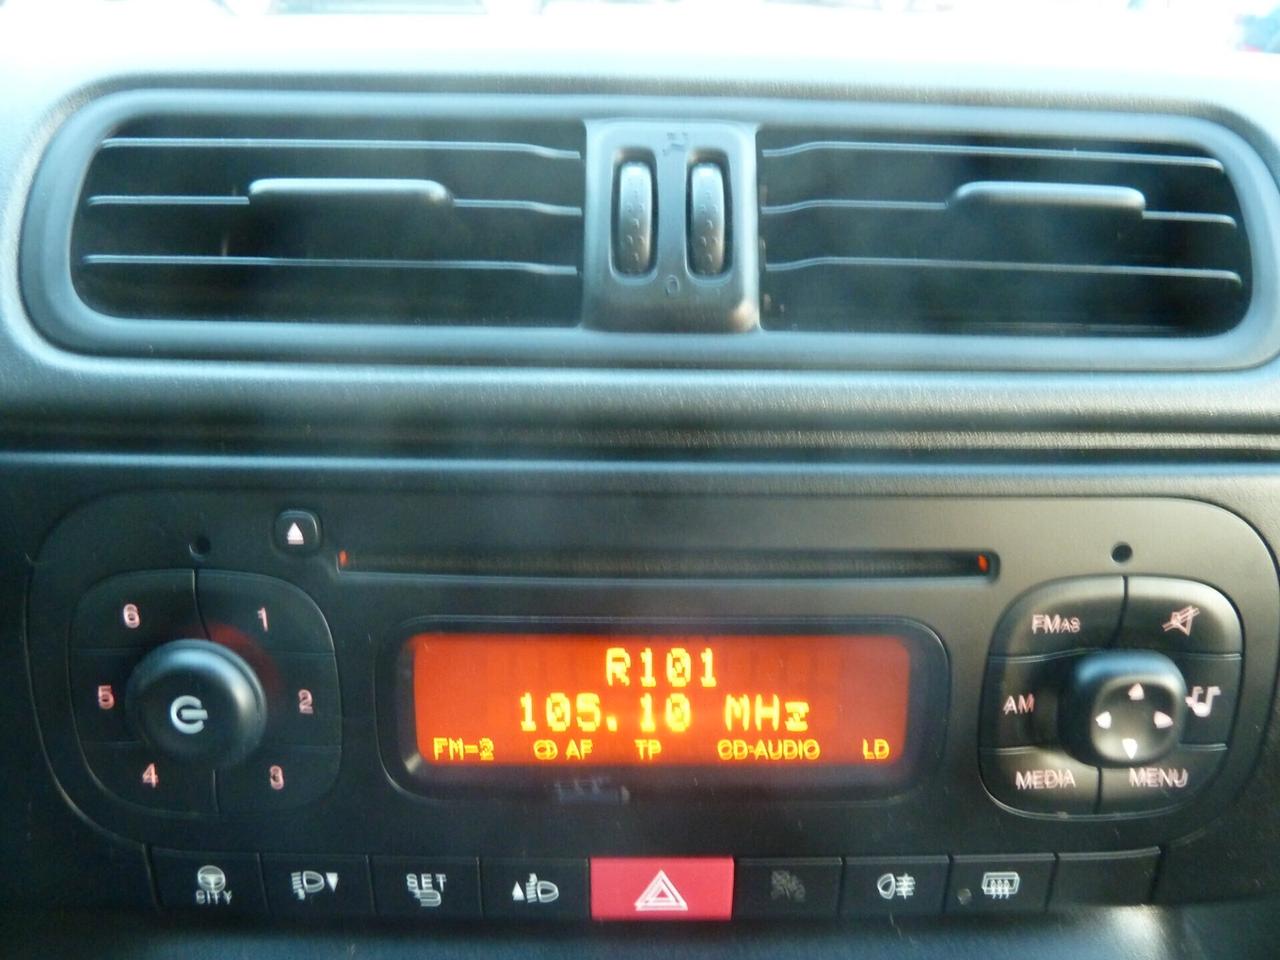 6 1
5 2
4 3
R101
105.10 MHz
FM-2 CD AF TP CD-AUDIO LD
FMAS
AM
MEDIA MENU
CITY SET
0